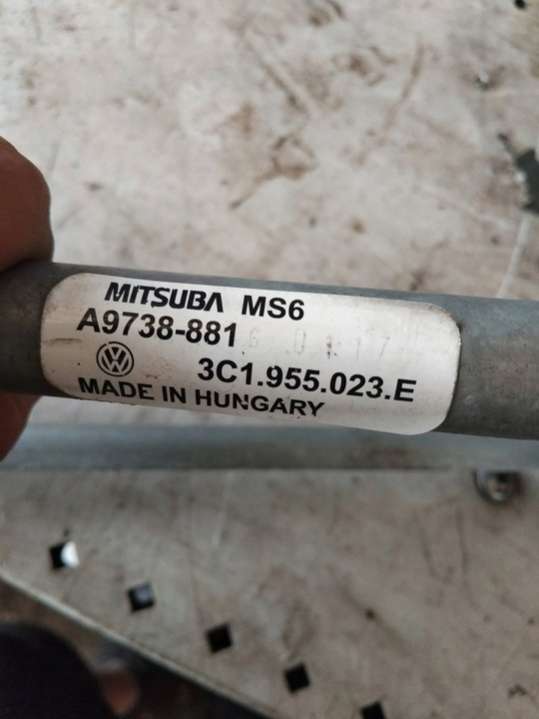 MITSUBA MS6
A9738-881
3C1.955.023.E
MADE IN HUNGARY